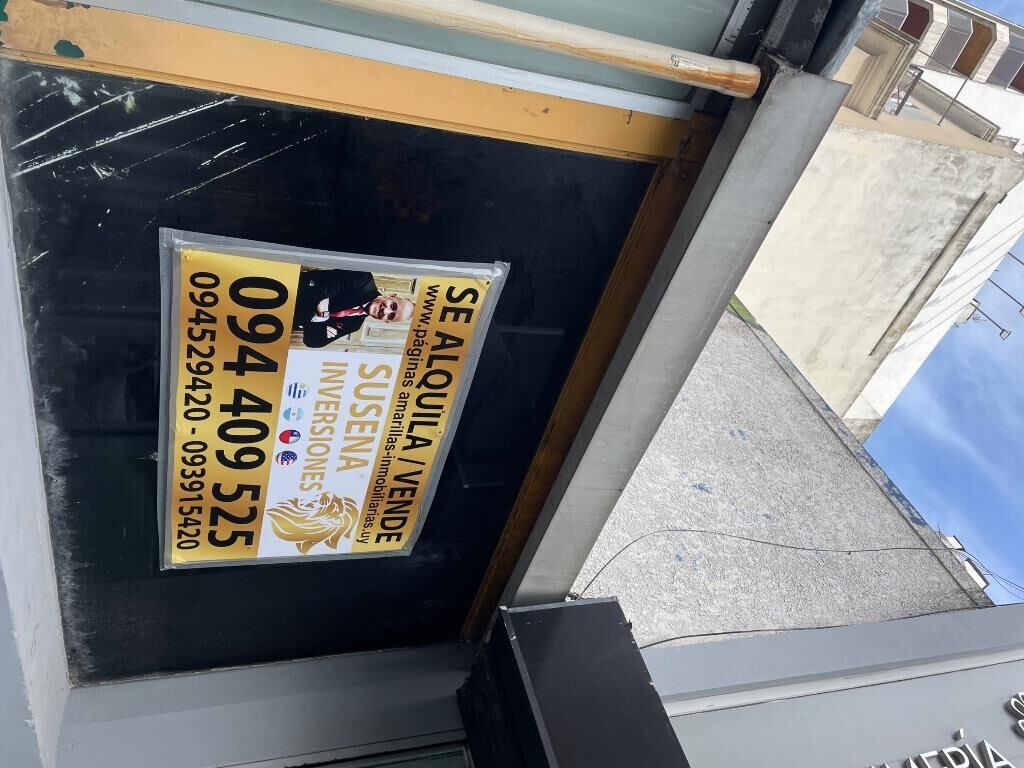 SE ALQUILA / VENDE
www.páginas amarillas-inmobiliarias.uy
SUSENA
INVERSIONES
094 409 525
094529420 - 093915420